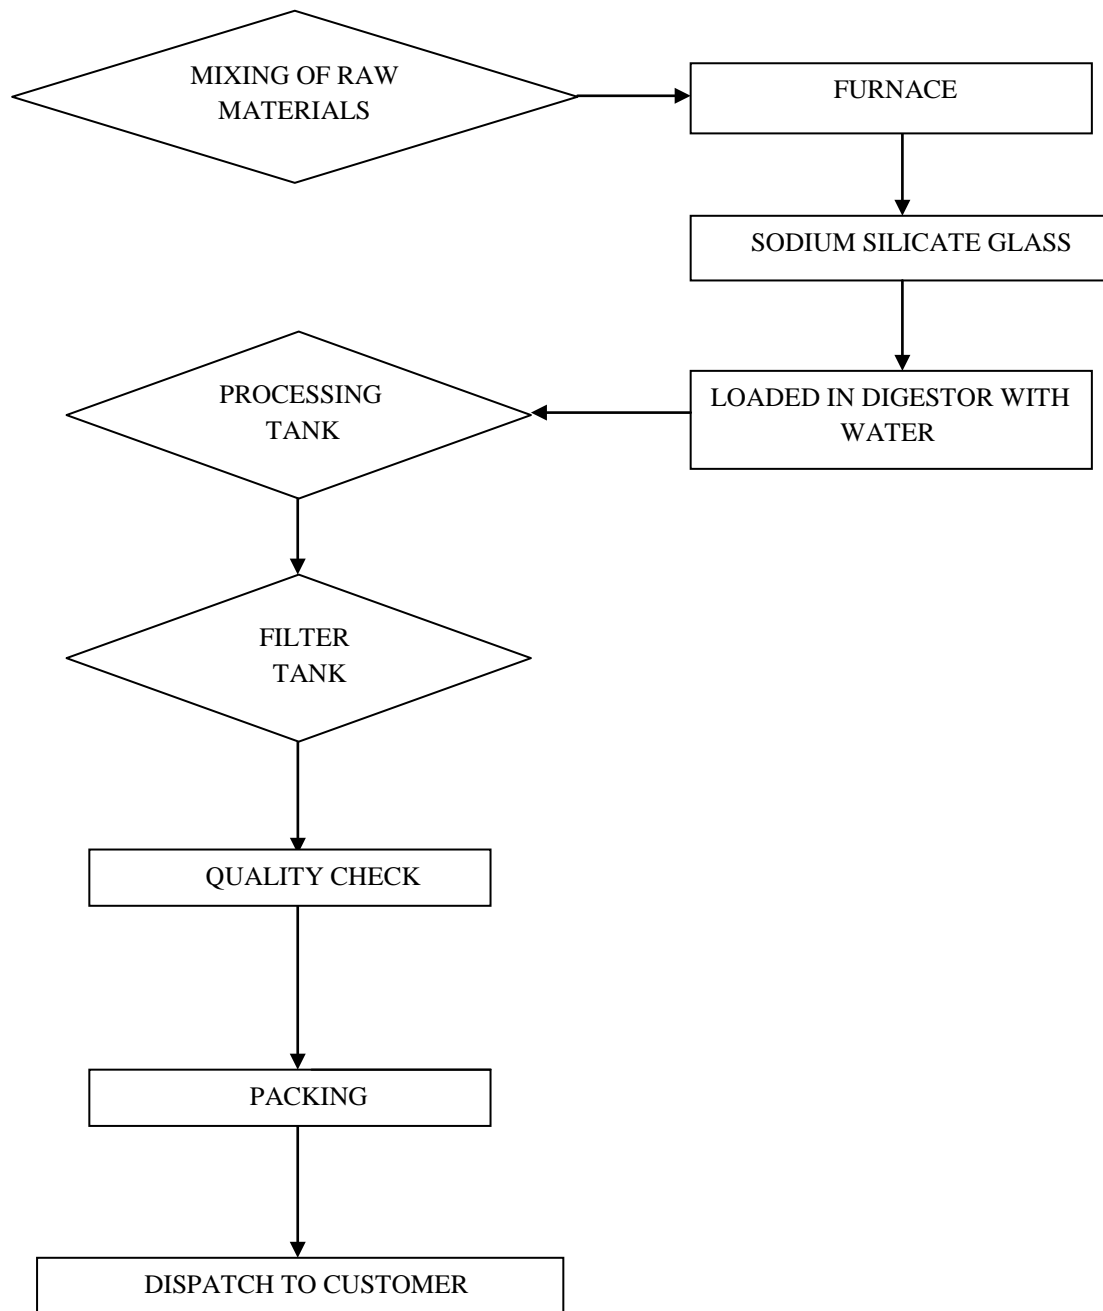 MIXING OF RAW
MATERIALS
FURNACE
SODIUM SILICATE GLASS
LOADED IN DIGESTOR WITH
WATER
PROCESSING
TANK
FILTER
TANK
QUALITY CHECK
PACKING
DISPATCH TO CUSTOMER